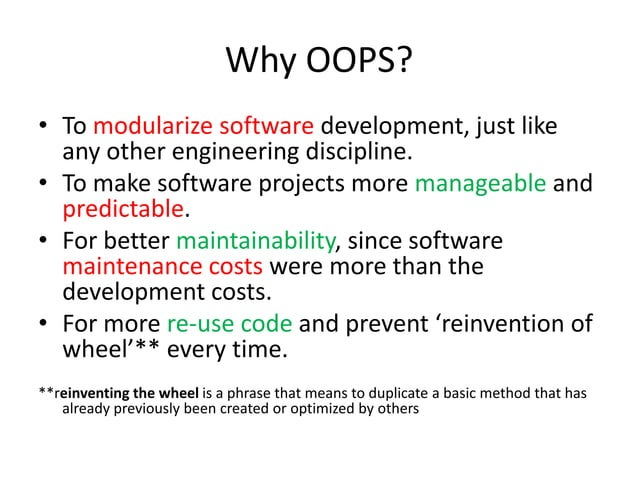 Why OOPS?
• To modularize software development, just like
any other engineering discipline.
• To make software projects more manageable and
predictable.
• For better maintainability, since software
maintenance costs were more than the
development costs.
• For more re-use code and prevent ‘reinvention of
wheel’** every time.
**reinventing the wheel is a phrase that means to duplicate a basic method that has
already previously been created or optimized by others